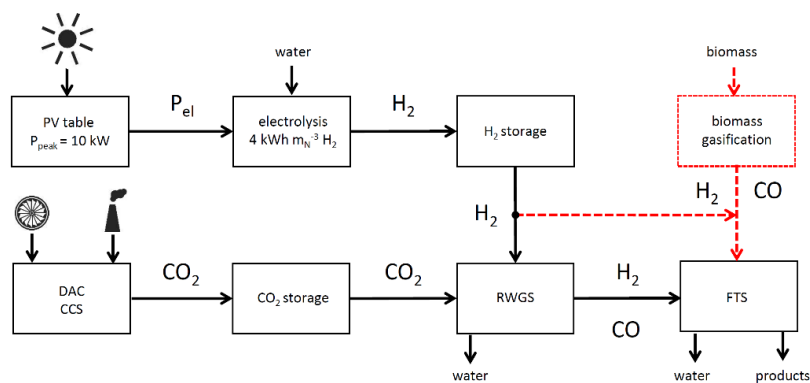 water
biomass
PV table
P_peak = 10 kW
P_el
electrolysis
4 kWh m_N^-3 H₂
H₂
H₂ storage
biomass
gasification
H₂
H₂
CO
DAC
CCS
CO₂
CO₂ storage
CO₂
RWGS
H₂
CO
FTS
water
water
products